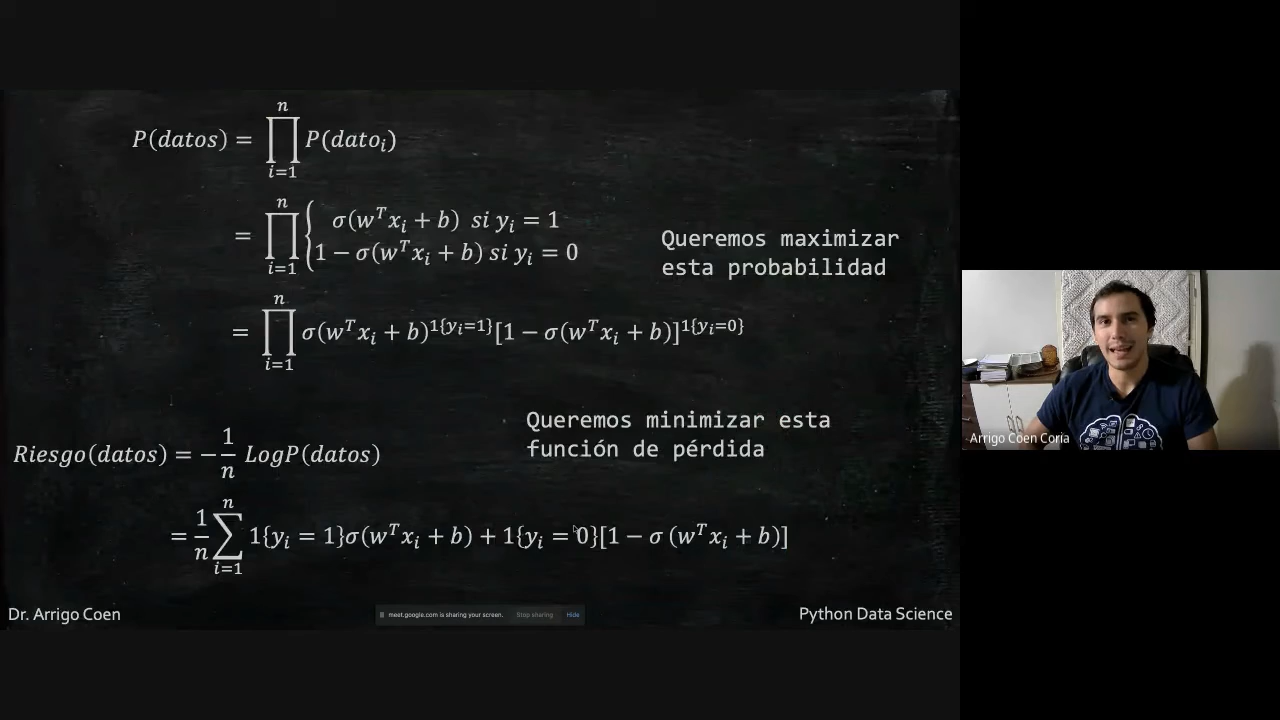 P(datos) = ∏_{i=1}^{n} P(dato_i)
= ∏_{i=1}^{n} { σ(w^T x_i + b) si y_i = 1
1 − σ(w^T x_i + b) si y_i = 0
Queremos maximizar
esta probabilidad
= ∏_{i=1}^{n} σ(w^T x_i + b)^{1{y_i=1}} [1 − σ(w^T x_i + b)]^{1{y_i=0}}
Queremos minimizar esta
función de pérdida
Riesgo(datos) = − 1/n LogP(datos)
= 1/n ∑_{i=1}^{n} 1{y_i = 1}σ(w^T x_i + b) + 1{y_i = 0}[1 − σ (w^T x_i + b)]
Arrigo Coen Coria
Dr. Arrigo Coen
meet.google.com is sharing your screen.
Stop sharing
Hide
Python Data Science